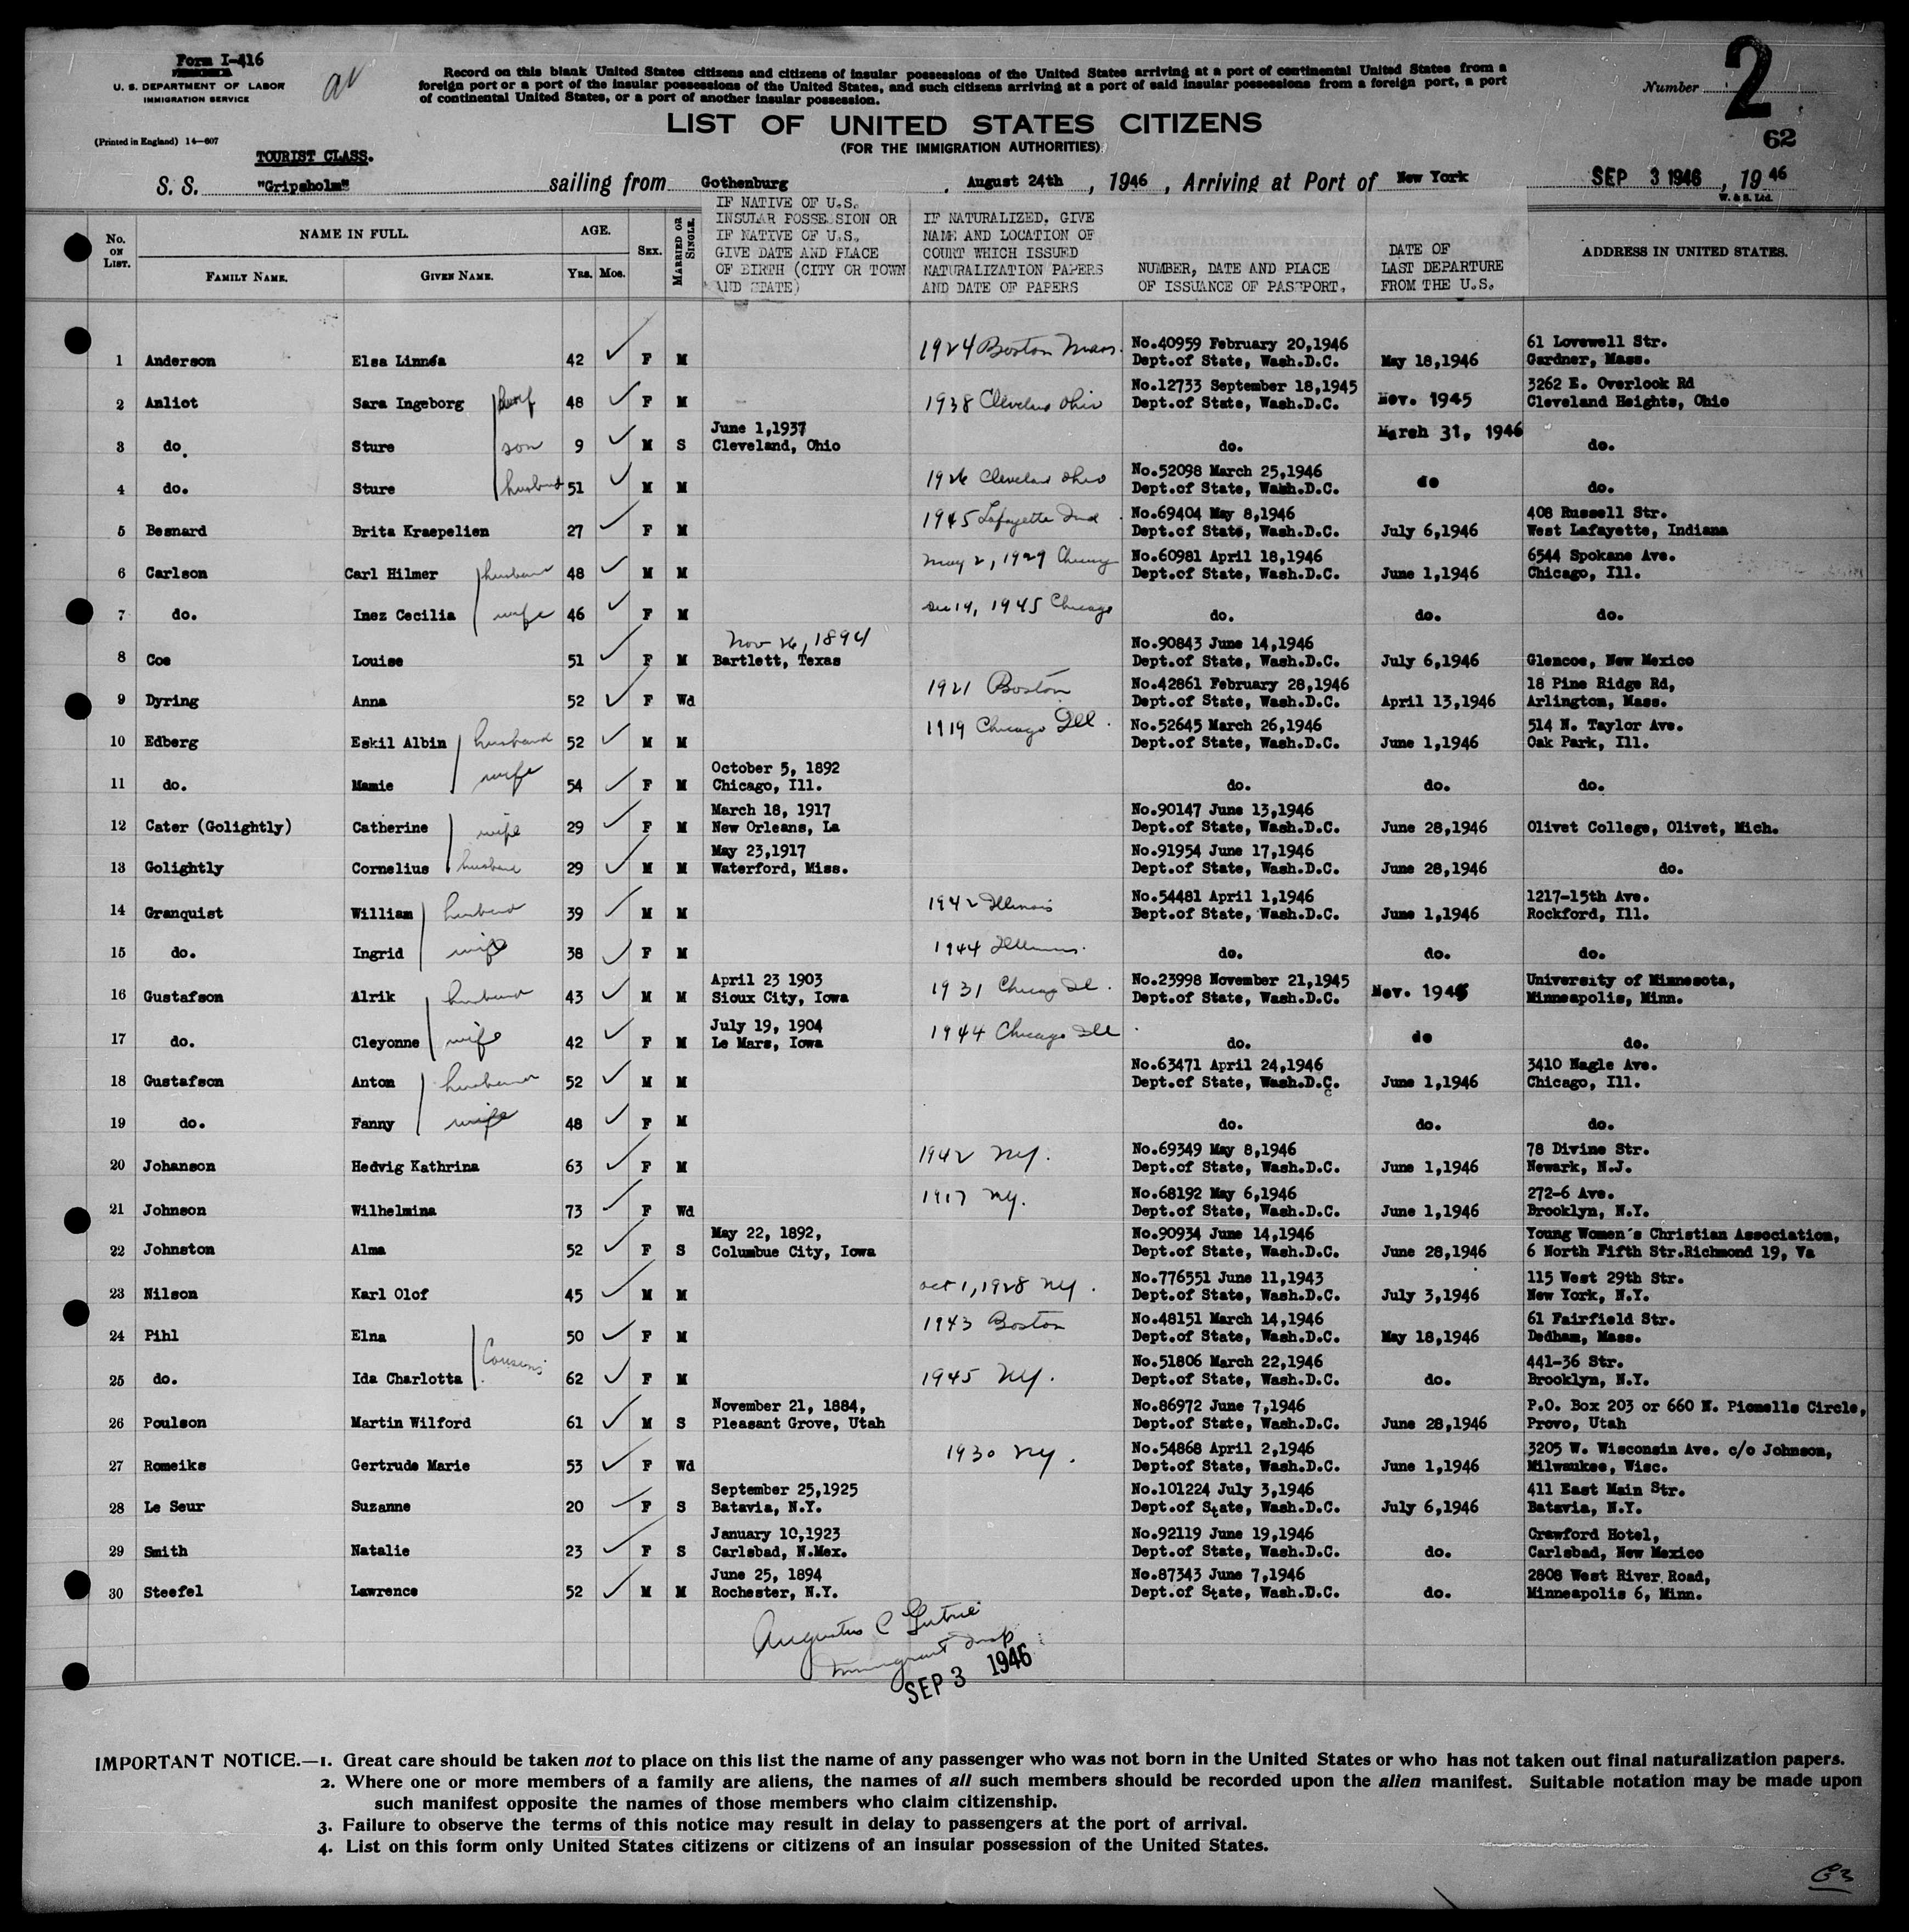 Form I-416
U. S. DEPARTMENT OF LABOR
IMMIGRATION SERVICE
(Printed in England) 14-607
Record on this blank United States citizens and citizens of insular possessions of the United States arriving at a port of continental United States from a
foreign port or a port of the insular possessions of the United States, and such citizens arriving at a port of said insular possessions from a foreign port, a port
of continental United States, or a port of another insular possession.
Number 2
62
LIST OF UNITED STATES CITIZENS
(FOR THE IMMIGRATION AUTHORITIES)
TOURIST CLASS.
S. S. "Gripsholm" sailing from Gothenburg, August 24th, 1946, Arriving at Port of New York SEP 3 1946, 1946
W. & S. Ltd.
No. ON LIST.
NAME IN FULL.
FAMILY NAME.
GIVEN NAME.
AGE.
Yrs. Mos.
SEX.
MARRIED OR SINGLE.
IF NATIVE OF U.S.
INSULAR POSSESSION OR
IF NATIVE OF U.S.
GIVE DATE AND PLACE
OF BIRTH (CITY OR TOWN
AND STATE)
IF NATURALIZED, GIVE
NAME AND LOCATION OF
COURT WHICH ISSUED
NATURALIZATION PAPERS
AND DATE OF PAPERS
NUMBER, DATE AND PLACE
OF ISSUANCE OF PASSPORT.
DATE OF
LAST DEPARTURE
FROM THE U.S.
ADDRESS IN UNITED STATES.
1924 Boston Mass. No.40959 February 20,1946 61 Lovewell Str.
1 Anderson Elsa Linnéa 42 F M Dept.of State, Wash.D.C. May 18,1946 Gardner, Mass.
No.12733 September 18,1945 3262 E. Overlook Rd
2 Anliot Sara Ingeborg 48 F M 1938 Cleveland Ohio Dept.of State, Wash.D.C. Nov. 1945 Cleveland Heights, Ohio
June 1,1937 March 31, 1946
3 do. Sture son 9 M S Cleveland, Ohio do. do.
1926 Cleveland Ohio No.52098 March 25,1946
4 do. Sture husband 51 M M Dept.of State, Wash.D.C. do do.
1945 Lafayette Ind No.69404 May 8,1946 408 Russell Str.
5 Besnard Brita Kraepelien 27 F M Dept.of State, Wash.D.C. July 6,1946 West Lafayette, Indiana
May 2, 1929 Chicago No.60981 April 18,1946 6544 Spokane Ave.
6 Carlson Carl Hilmer husband 48 M M Dept.of State, Wash.D.C. June 1,1946 Chicago, Ill.
7 do. Inez Cecilia wife 46 F M Dec 14, 1945 Chicago do. do. do.
Nov 26, 1894 No.90843 June 14,1946
8 Coe Louise 51 F M Bartlett, Texas Dept.of State, Wash.D.C. July 6,1946 Glencoe, New Mexico
1921 Boston No.42861 February 28,1946 18 Pine Ridge Rd,
9 Dyring Anna 52 F Wd Dept.of State, Wash.D.C. April 13,1946 Arlington, Mass.
1919 Chicago Ill. No.52645 March 26,1946 514 N. Taylor Ave.
10 Edberg Eskil Albin husband 52 M M Dept.of State, Wash.D.C. June 1,1946 Oak Park, Ill.
October 5, 1892
11 do. Mamie wife 54 F M Chicago, Ill. do. do. do.
March 18, 1917 No.90147 June 13,1946
12 Cater (Golightly) Catherine wife 29 F M New Orleans, La Dept.of State, Wash.D.C. June 28,1946 Olivet College, Olivet, Mich.
May 23,1917 No.91954 June 17,1946
13 Golightly Cornelius husband 29 M M Waterford, Miss. Dept.of State, Wash.D.C. June 28,1946 do.
1942 Illinois No.54481 April 1,1946 1217-15th Ave.
14 Granquist William husband 39 M M Dept.of State, Wash.D.C. June 1,1946 Rockford, Ill.
15 do. Ingrid wife 38 F M 1944 Illinois. do. do. do.
April 23 1903 1931 Chicago Ill. No.23998 November 21,1945 University of Minnesota,
16 Gustafson Alrik husband 43 M M Sioux City, Iowa Dept.of State, Wash.D.C. Nov. 1945 Minneapolis, Minn.
July 19, 1904 1944 Chicago Ill
17 do. Cleyonne wife 42 F M Le Mars, Iowa do. do do.
No.63471 April 24,1946 3410 Nagle Ave.
18 Gustafson Anton husband 52 M M Dept.of State, Wash.D.C. June 1,1946 Chicago, Ill.
19 do. Fanny wife 48 F M do. do. do.
1942 NY. No.69349 May 8,1946 78 Divine Str.
20 Johanson Hedvig Kathrina 63 F M Dept.of State, Wash.D.C. June 1,1946 Newark, N.J.
1917 NY. No.68192 May 6,1946 272-6 Ave.
21 Johnson Wilhelmina 73 F Wd Dept.of State, Wash.D.C. June 1,1946 Brooklyn, N.Y.
May 22, 1892, No.90934 June 14,1946 Young Women's Christian Association,
22 Johnston Alma 52 F S Columbus City, Iowa Dept.of State, Wash.D.C. June 28,1946 6 North Fifth Str.Richmond 19, Va
Oct 1, 1928 NY. No.776551 June 11,1943 115 West 29th Str.
23 Nilson Karl Olof 45 M M Dept.of State, Wash.D.C. July 3,1946 New York, N.Y.
1943 Boston No.48151 March 14,1946 61 Fairfield Str.
24 Pihl Elna 50 F M Dept.of State, Wash.D.C. May 18,1946 Dedham, Mass.
Cousins No.51806 March 22,1946 441-36 Str.
25 do. Ida Charlotta 62 F M 1945 NY. Dept.of State, Wash.D.C. do. Brooklyn, N.Y.
November 21, 1884, No.86972 June 7,1946 P.O. Box 203 or 660 N. Picnells Circle,
26 Poulson Martin Wilford 61 M S Pleasant Grove, Utah Dept.of State, Wash.D.C. June 28,1946 Provo, Utah
1930 NY. No.54868 April 2,1946 3205 W. Wisconsin Ave. c/o Johnson,
27 Romeiks Gertrude Marie 53 F Wd Dept.of State, Wash.D.C. June 1,1946 Milwaukee, Wisc.
September 25,1925 No.101224 July 3,1946 411 East Main Str.
28 Le Seur Suzanne 20 F S Batavia, N.Y. Dept.of State, Wash.D.C. July 6,1946 Batavia, N.Y.
January 10,1923 No.92119 June 19,1946 Crawford Hotel,
29 Smith Natalie 23 F S Carlsbad, N.Mex. Dept.of State, Wash.D.C. do. Carlsbad, New Mexico
June 25, 1894 No.87343 June 7,1946 2808 West River Road,
30 Steefel Lawrence 52 M M Rochester, N.Y. Dept.of State, Wash.D.C. do. Minneapolis 6, Minn.
Augustus C
Immigrant Insp
SEP 3 1946
IMPORTANT NOTICE.—1. Great care should be taken not to place on this list the name of any passenger who was not born in the United States or who has not taken out final naturalization papers.
2. Where one or more members of a family are aliens, the names of all such members should be recorded upon the alien manifest. Suitable notation may be made upon
such manifest opposite the names of those members who claim citizenship.
3. Failure to observe the terms of this notice may result in delay to passengers at the port of arrival.
4. List on this form only United States citizens or citizens of an insular possession of the United States.